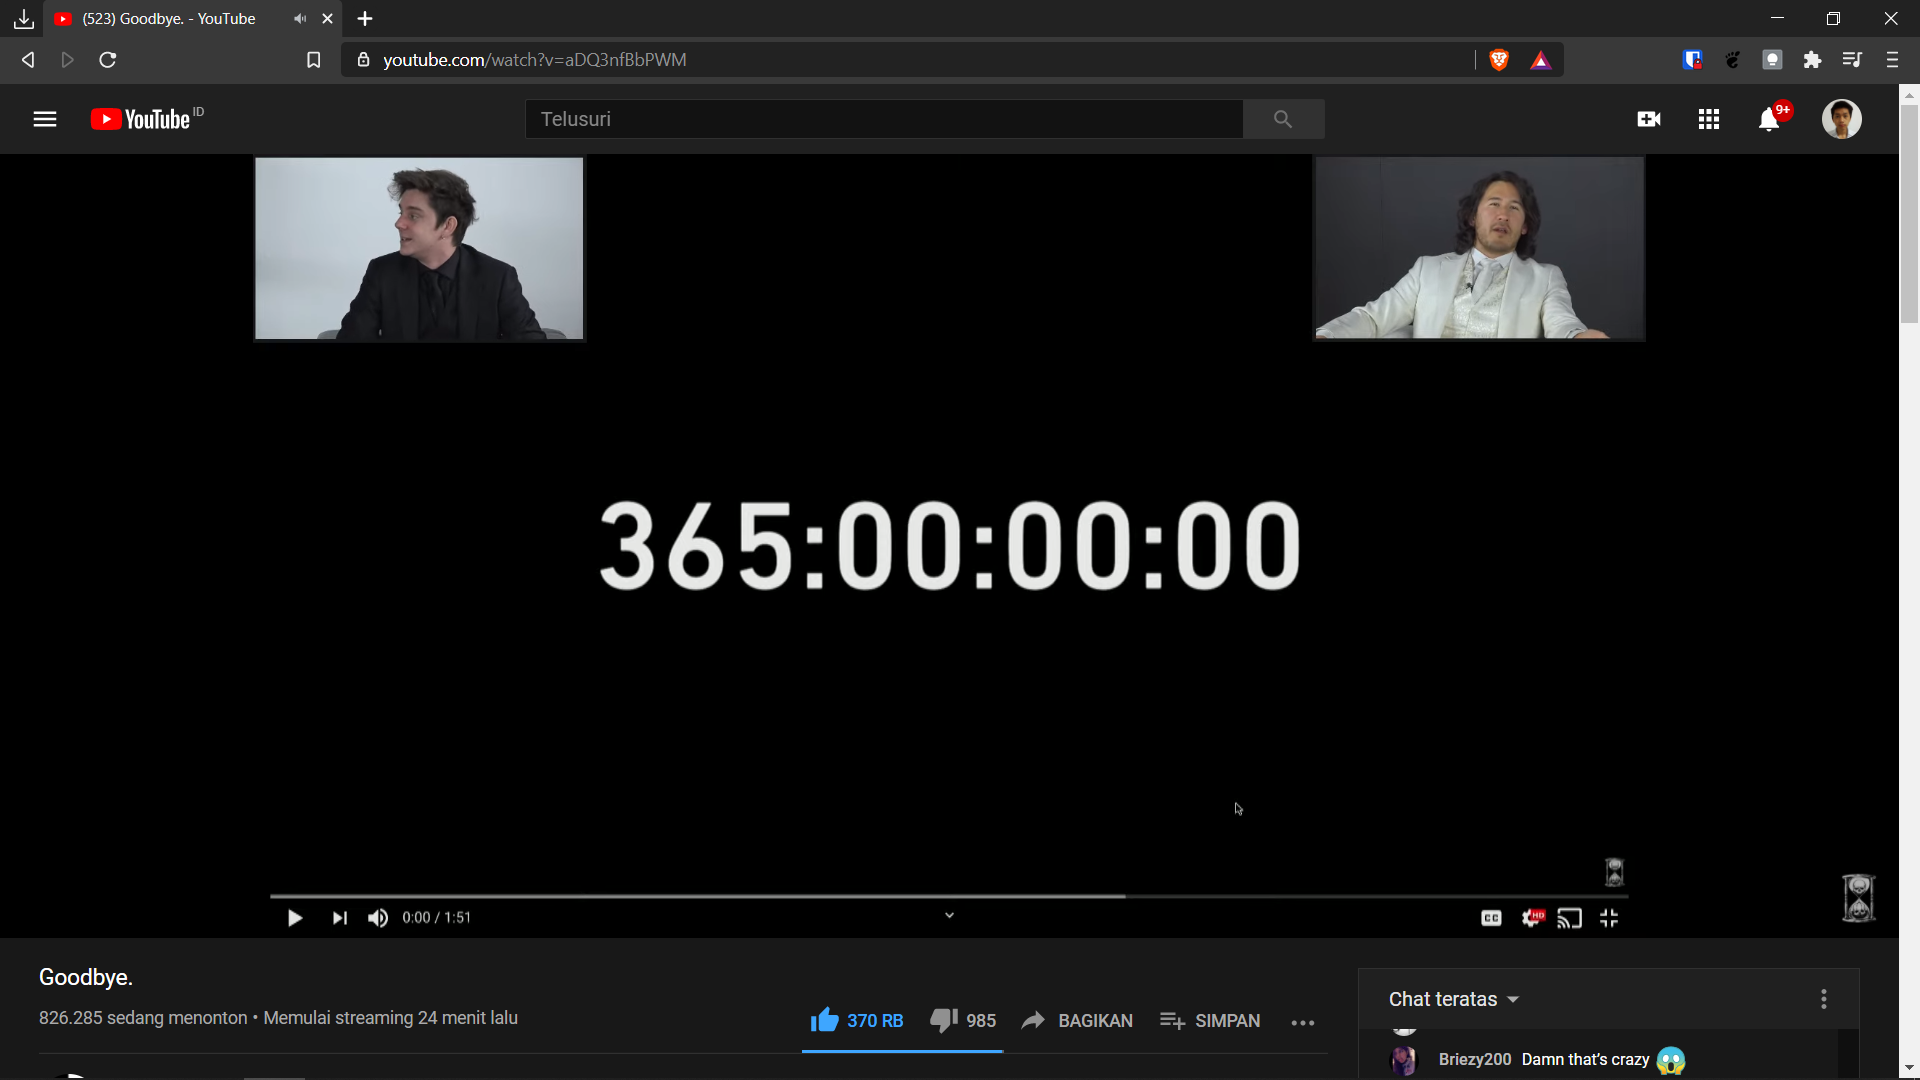 (523) Goodbye. - YouTube
youtube.com/watch?v=aDQ3nfBbPWM
YouTube ID
Telusuri
9+
365:00:00:00
0:00 / 1:51
CC
HD
Goodbye.
826.285 sedang menonton • Memulai streaming 24 menit lalu
370 RB
985
BAGIKAN
SIMPAN
Chat teratas
Briezy200 Damn that's crazy 😱